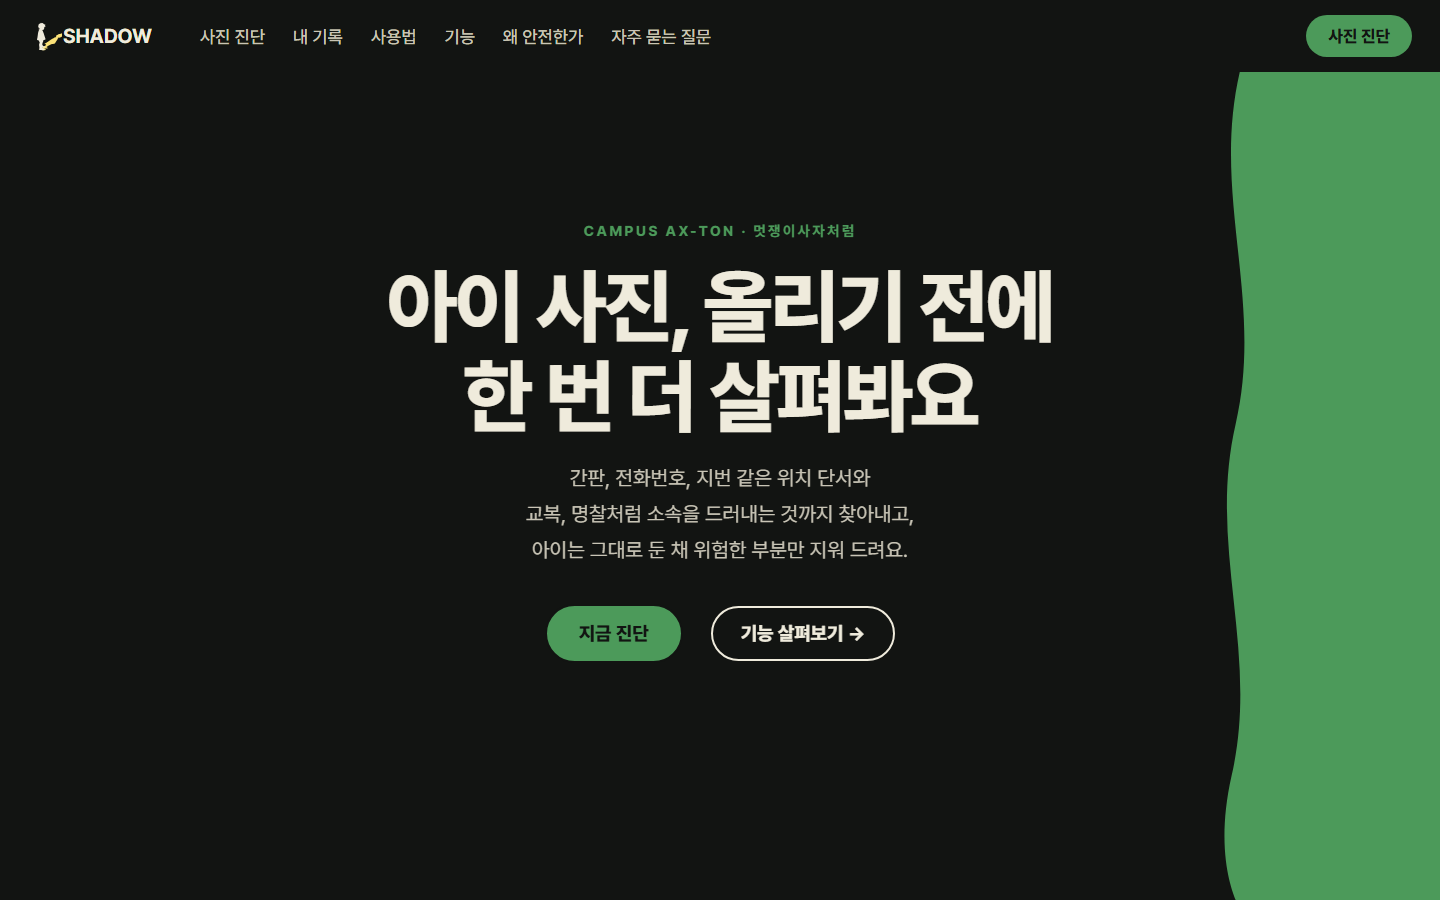 SHADOW
사진 진단
내 기록
사용법
기능
왜 안전한가
자주 묻는 질문
사진 진단
CAMPUS AX-TON · 멋쟁이사자처럼
아이 사진, 올리기 전에
한 번 더 살펴봐요
간판, 전화번호, 지번 같은 위치 단서와
교복, 명찰처럼 소속을 드러내는 것까지 찾아내고,
아이는 그대로 둔 채 위험한 부분만 지워 드려요.
지금 진단
기능 살펴보기 →